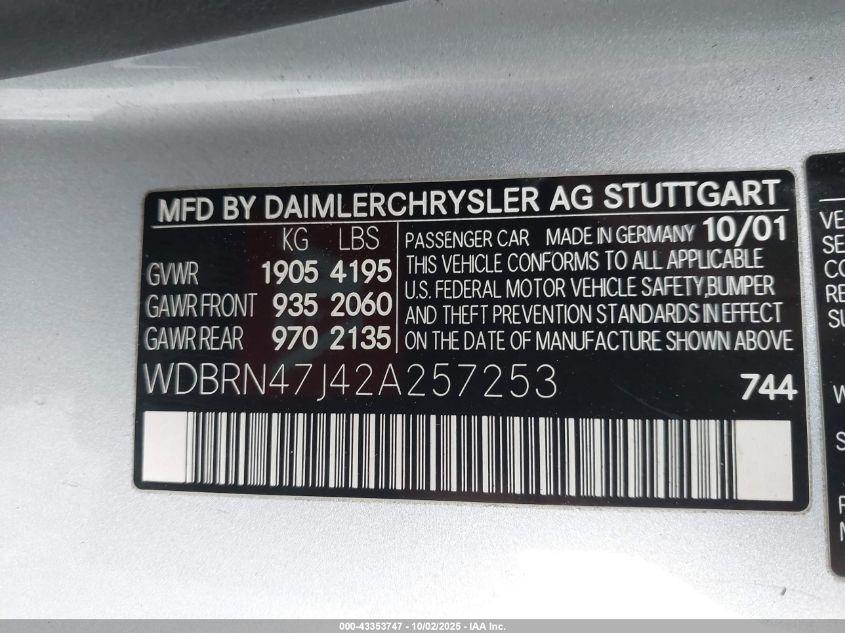 MFD BY DAIMLERCHRYSLER AG STUTTGART
KG LBS
GVWR 1905 4195
GAWR FRONT 935 2060
GAWR REAR 970 2135
PASSENGER CAR MADE IN GERMANY 10/01
THIS VEHICLE CONFORMS TO ALL APPLICABLE
U.S. FEDERAL MOTOR VEHICLE SAFETY,BUMPER
AND THEFT PREVENTION STANDARDS IN EFFECT
ON THE DATE OF MANUFACTURE SHOWN ABOVE
WDBRN47J42A257253 744
000-43353747 - 10/02/2025 - IAA Inc.